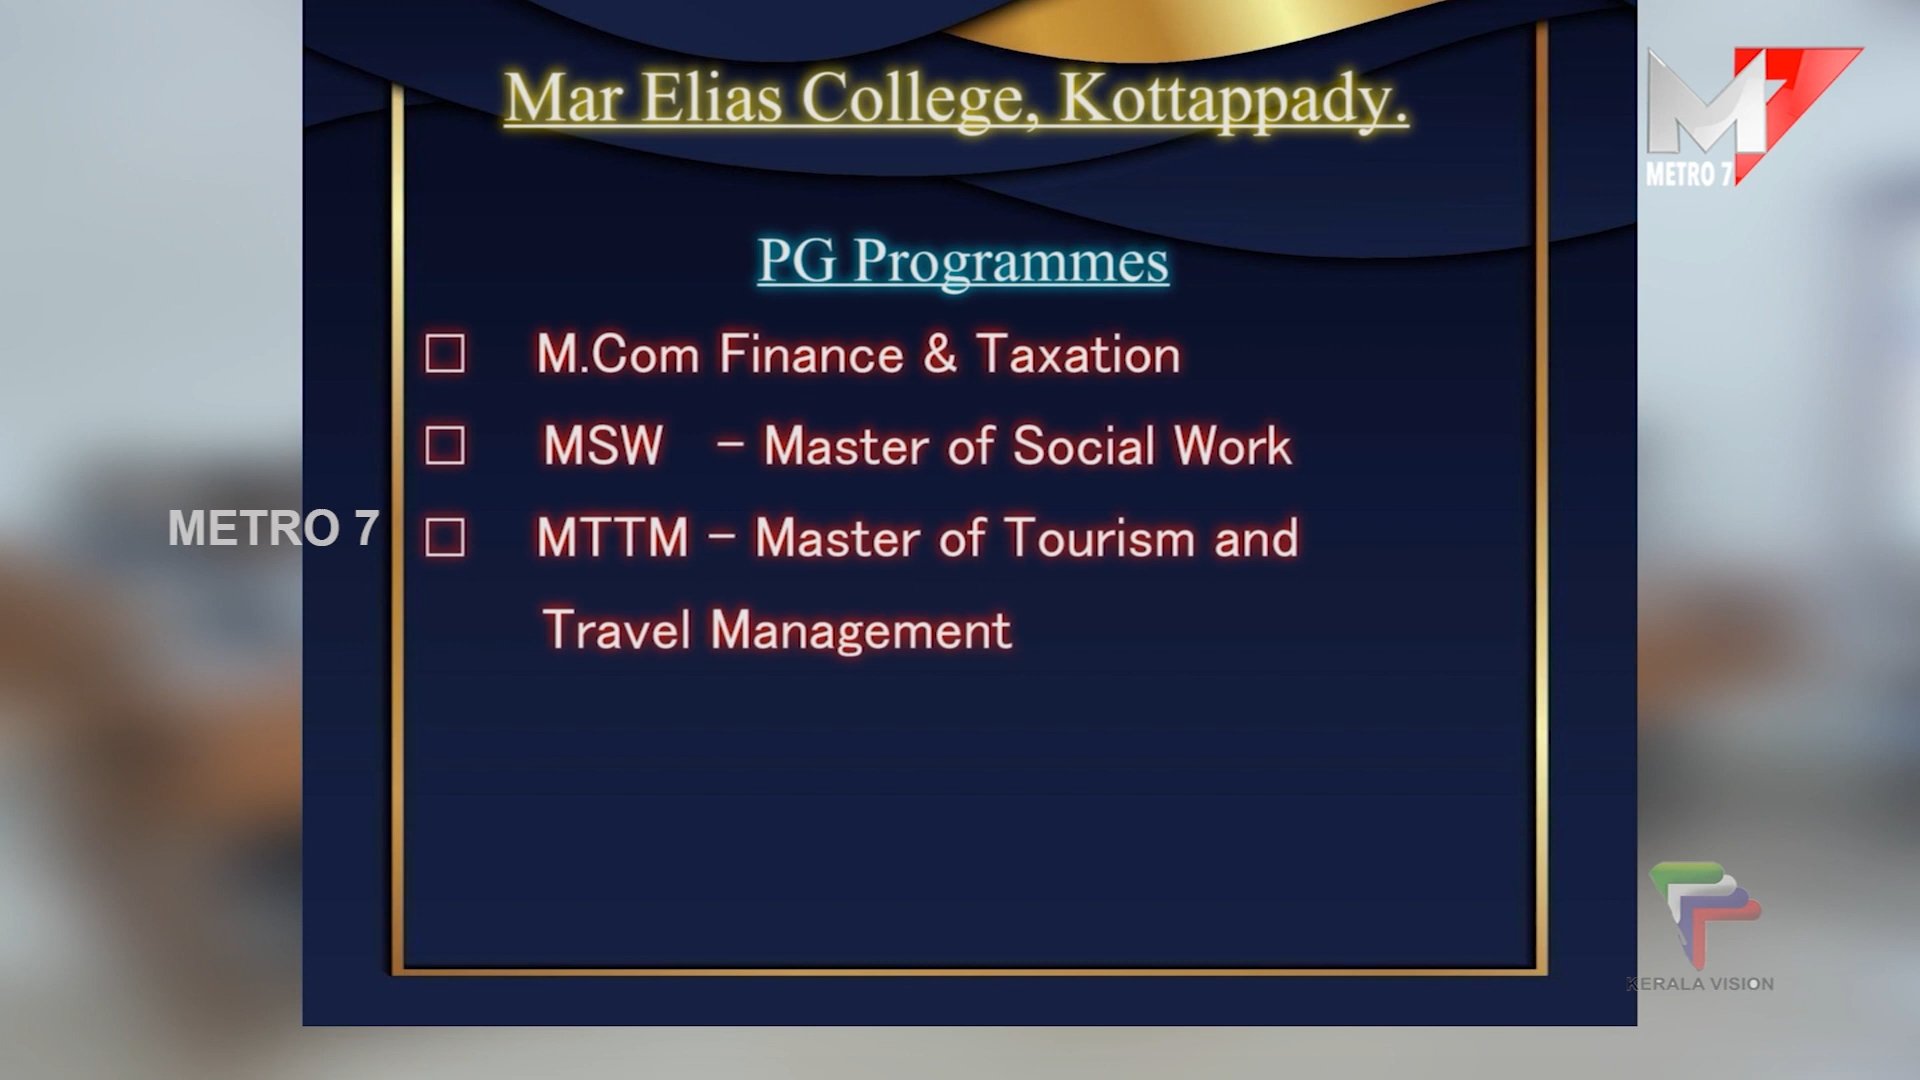 Mar Elias College, Kottappady.
PG Programmes
☐ M.Com Finance & Taxation
☐ MSW - Master of Social Work
☐ MTTM - Master of Tourism and
Travel Management
METRO 7
M7
METRO 7
KERALA VISION